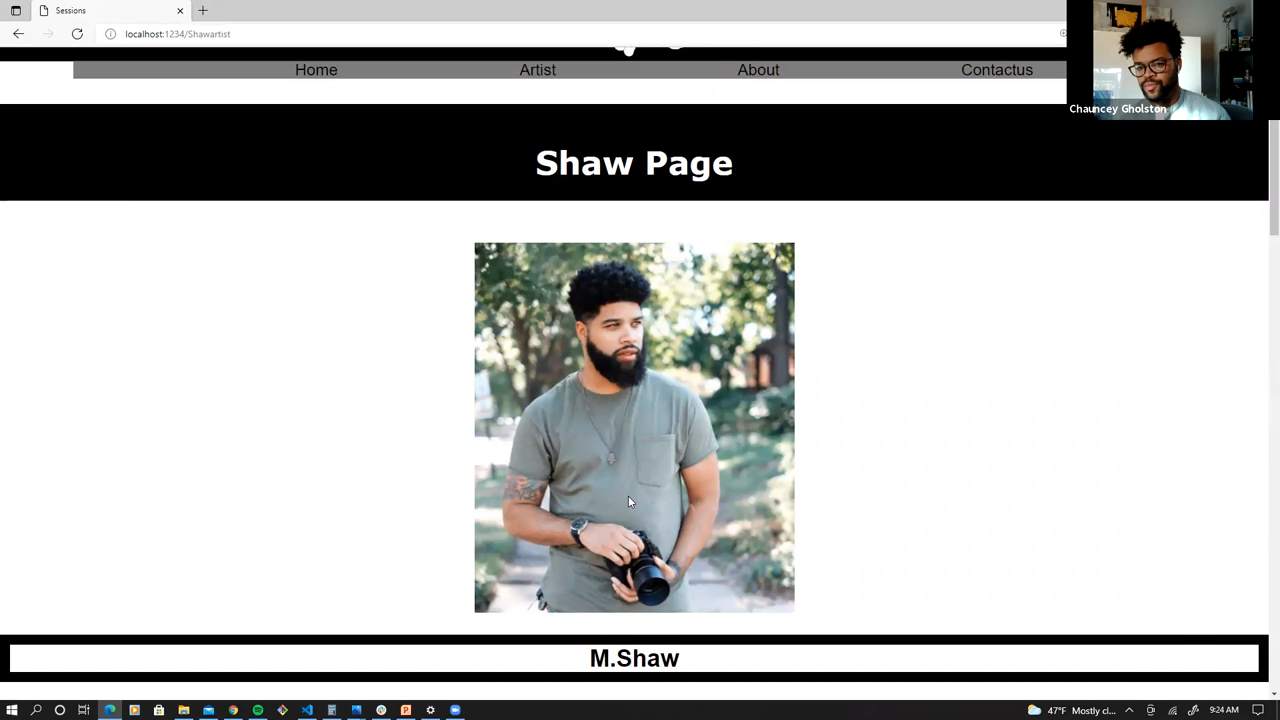 Sessions
localhost:1234/Shawartist
Home Artist About Contactus
Chauncey Gholston
Shaw Page
M.Shaw
47°F Mostly cl... 9:24 AM